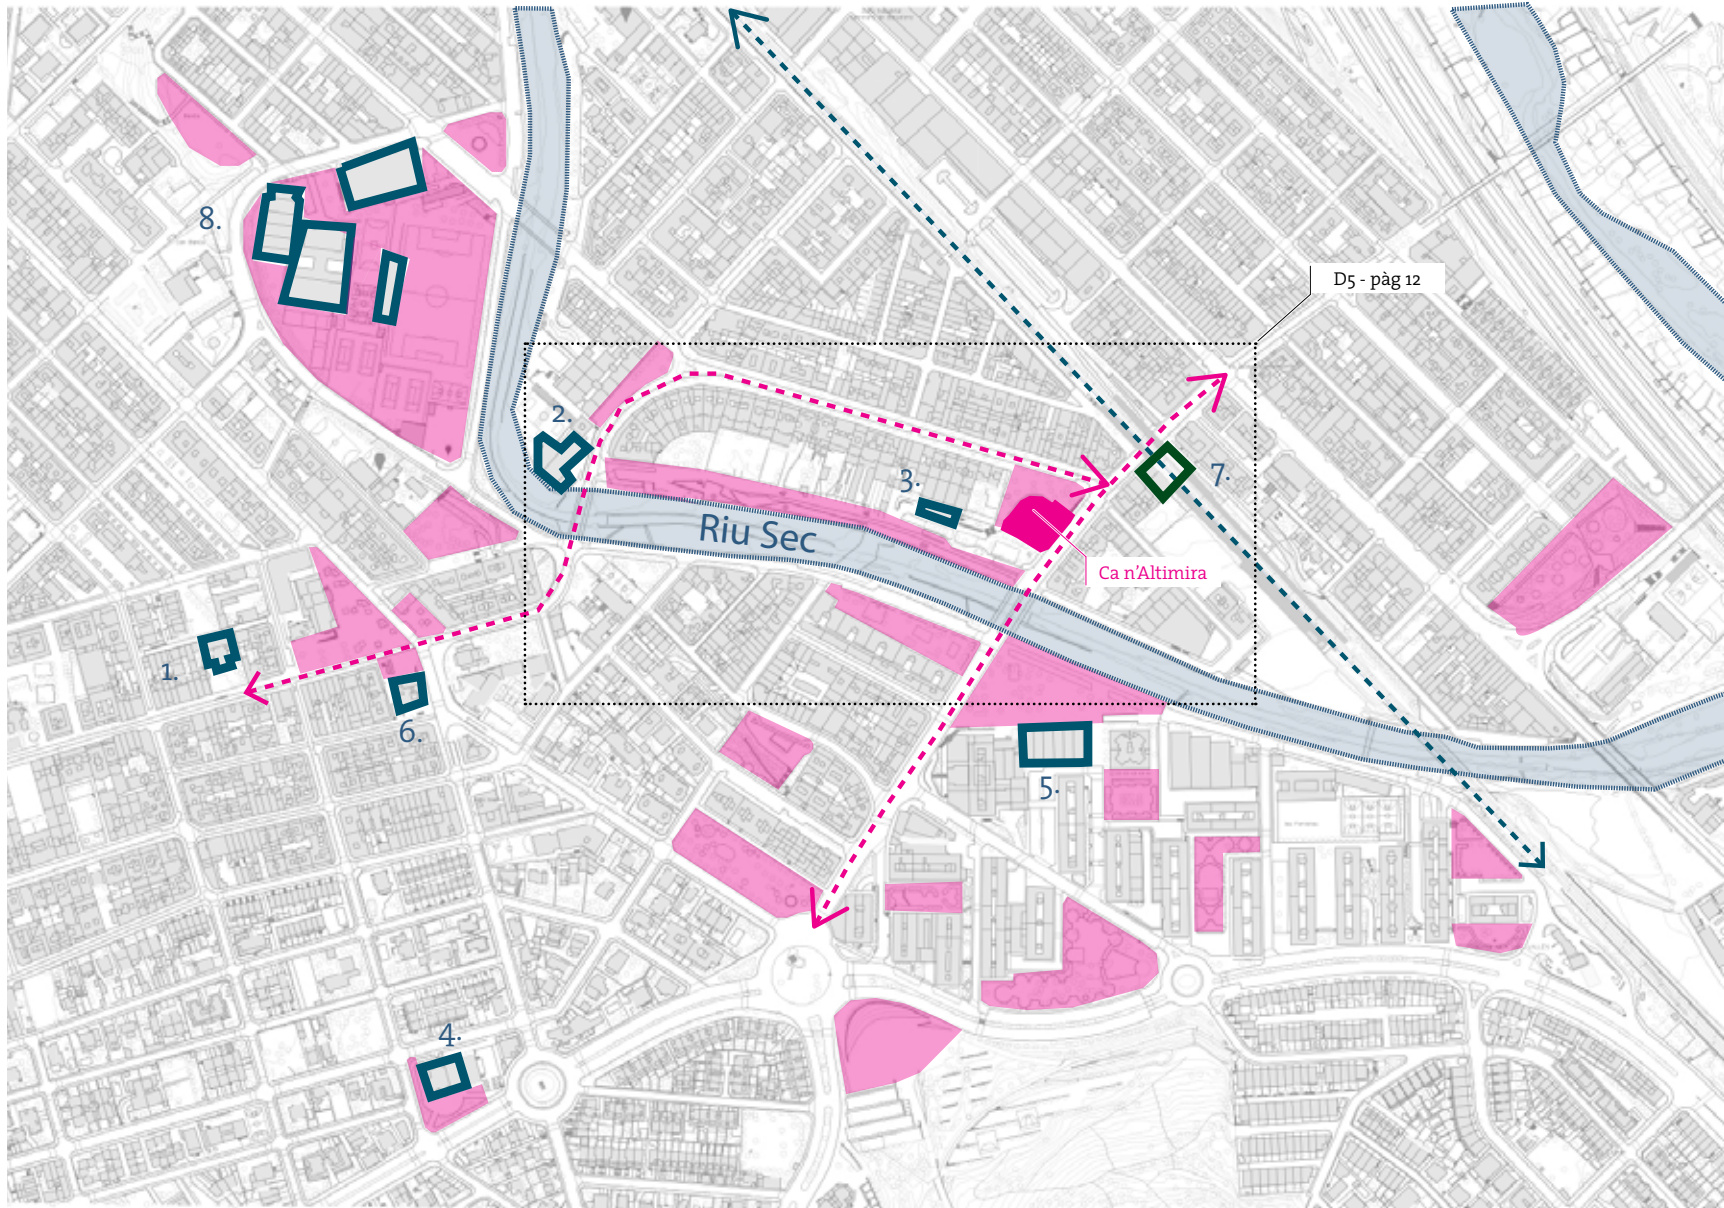 8.
D5 - pàg 12
2.
3.
7.
Riu Sec
Ca n'Altimira
1.
6.
5.
4.